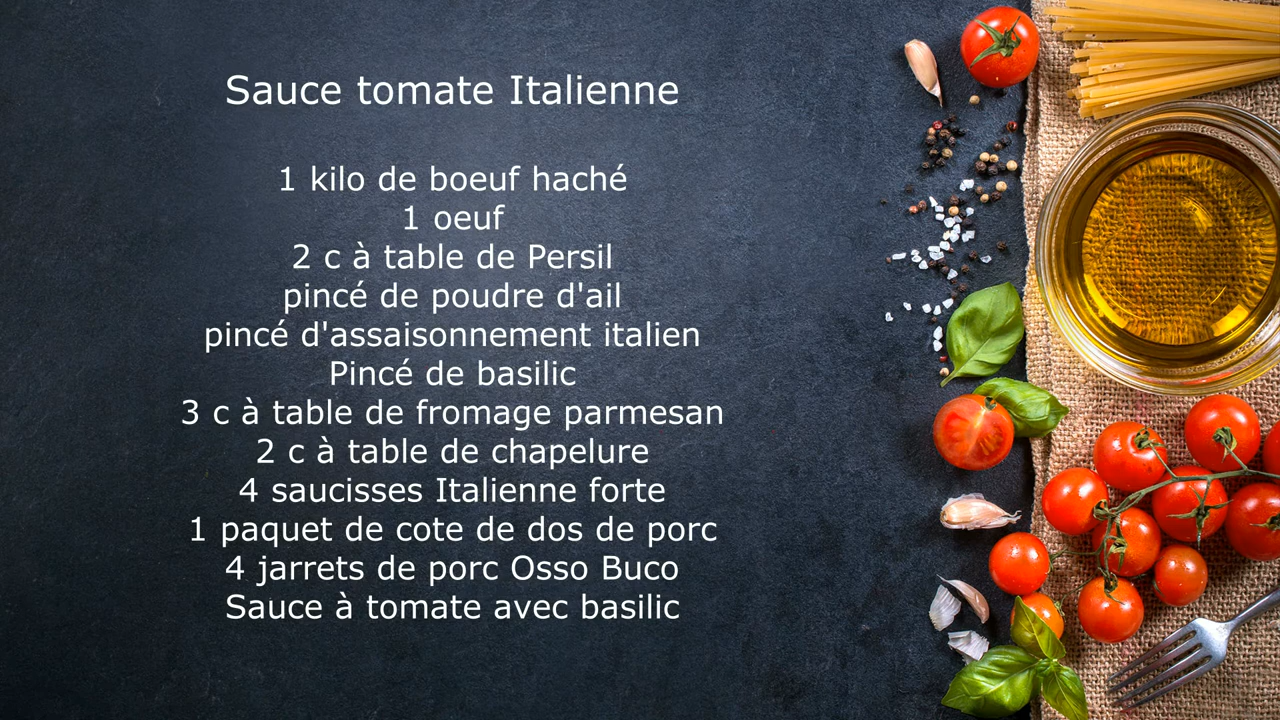 Sauce tomate Italienne
1 kilo de boeuf haché
1 oeuf
2 c à table de Persil
pincé de poudre d'ail
pincé d'assaisonnement italien
Pincé de basilic
3 c à table de fromage parmesan
2 c à table de chapelure
4 saucisses Italienne forte
1 paquet de cote de dos de porc
4 jarrets de porc Osso Buco
Sauce à tomate avec basilic